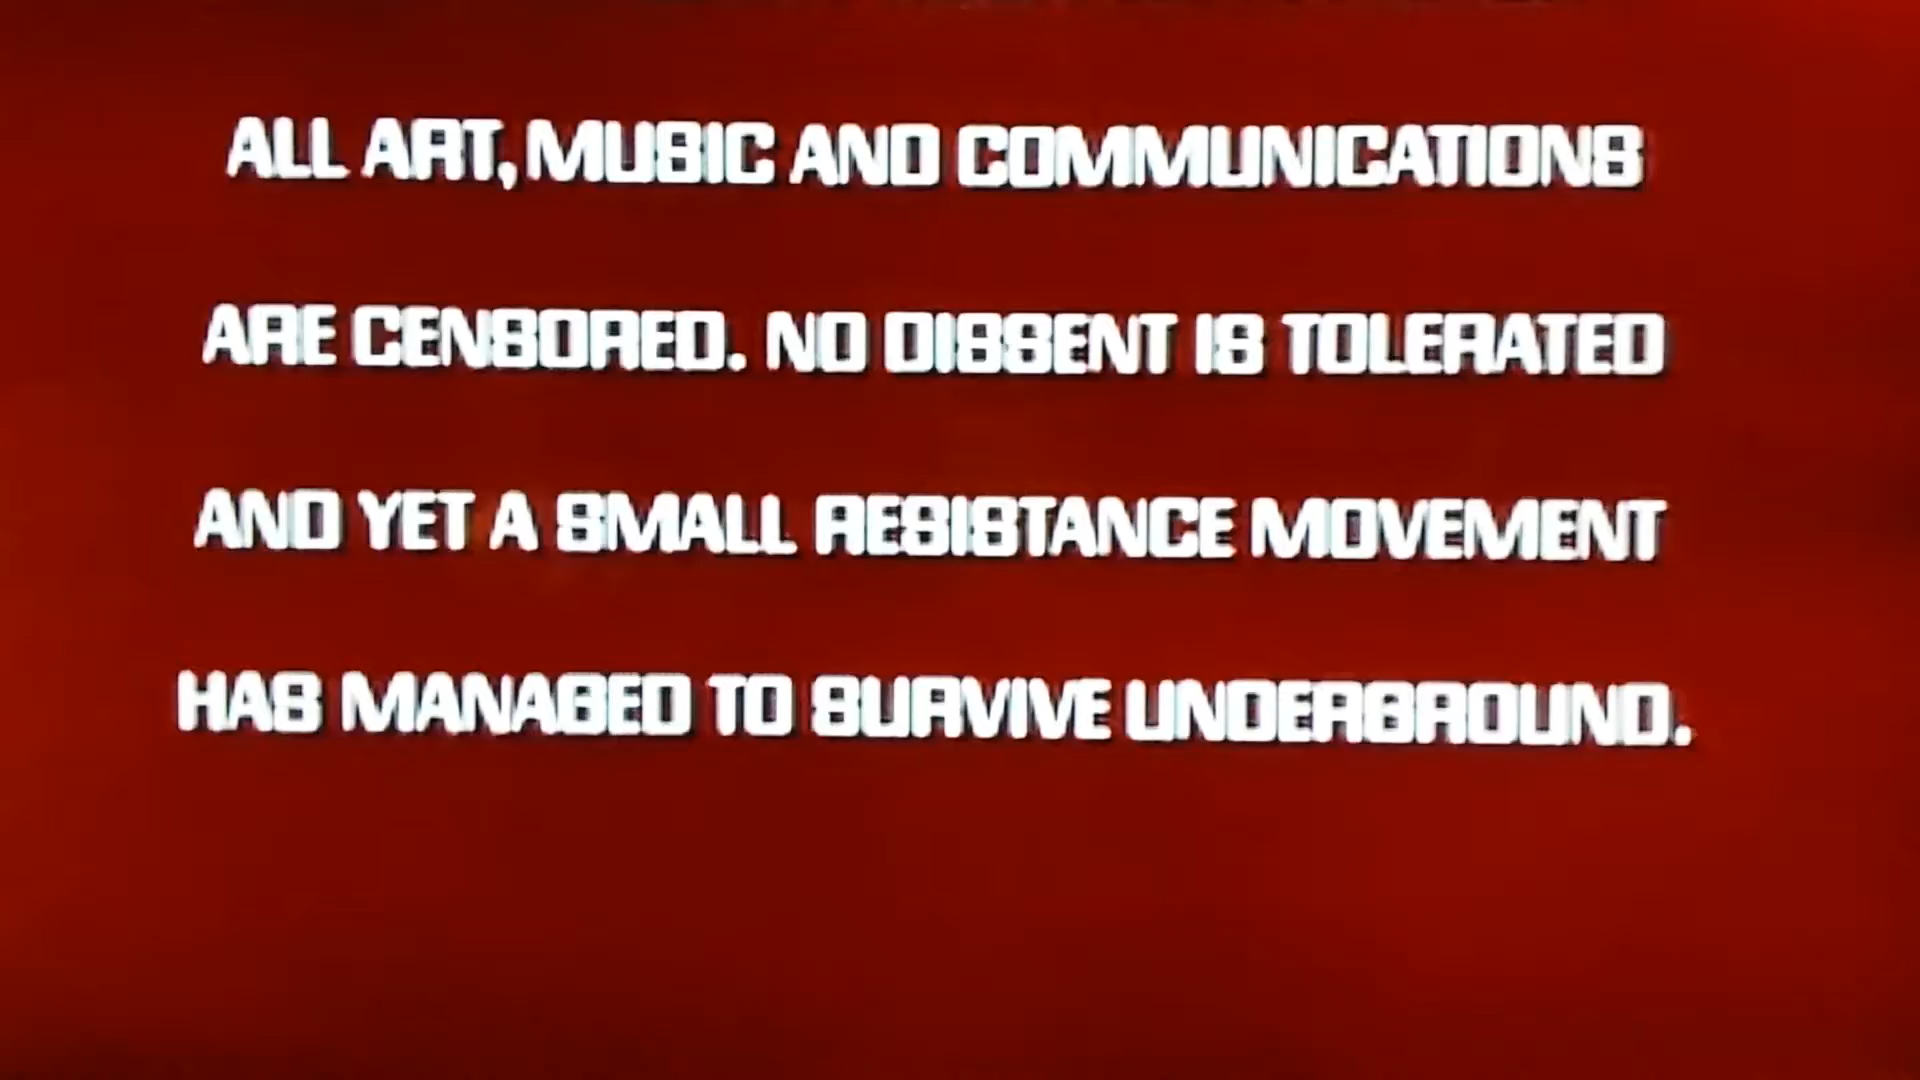 ALL ART, MUSIC AND COMMUNICATIONS
ARE CENSORED. NO DISSENT IS TOLERATED
AND YET A SMALL RESISTANCE MOVEMENT
HAS MANAGED TO SURVIVE UNDERGROUND.